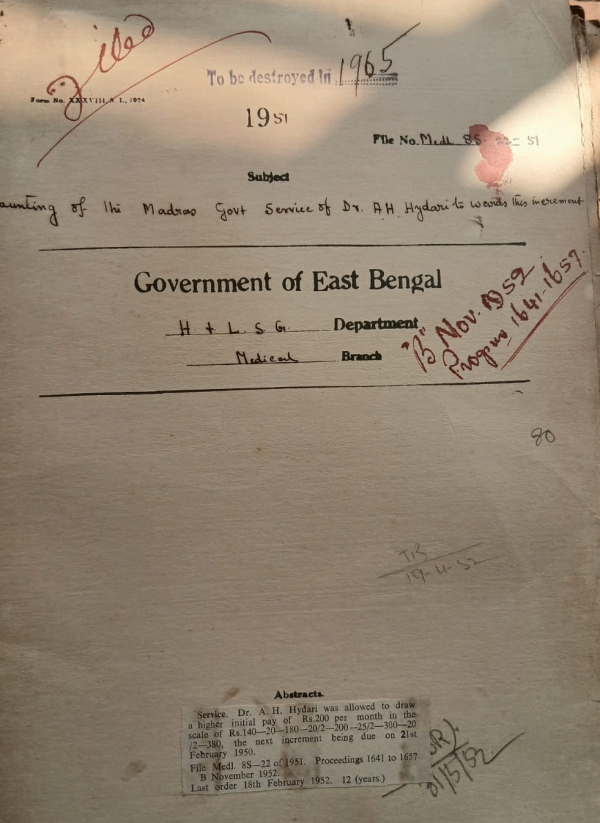 Filed
To be destroyed in 1965
Form No. XXXVIII, S. I., 1924
1951
File No. Medl. 8S-22-51
Subject
aunting of the Madras Govt Service of Dr. A H Hydari to wards this increment
Government of East Bengal
H + L. S G. Department
Medical Branch
"B" Nov. 1952
Progins 1641-1657.
80
19-4-52
Abstracts.
Service. Dr. A. H. Hydari was allowed to draw
a higher initial pay of Rs.200 per month in the
scale of Rs.140—20—180—20/2—200—25/2—300—20
/2—380, the next increment being due on 21st
February 1950.
File Medl. 8S—22 of 1951. Proceedings 1641 to 1657
B November 1952.
Last order 18th February 1952. 12 (years.)